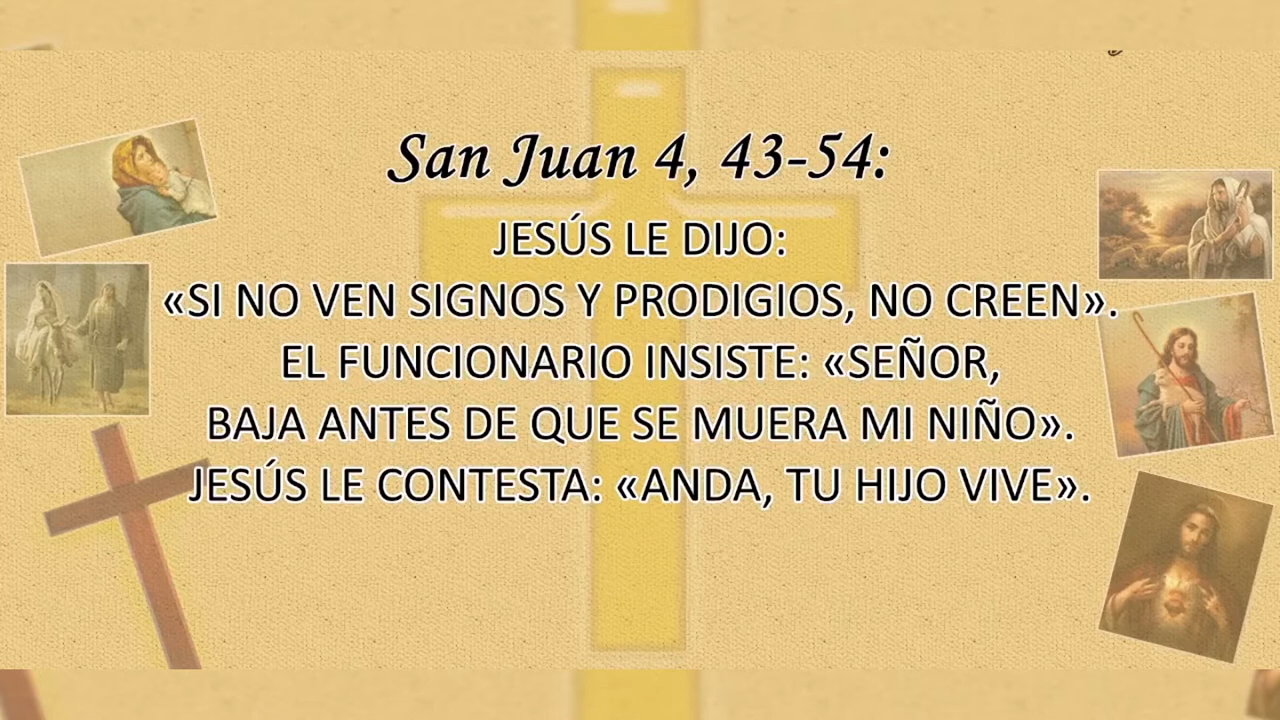 San Juan 4, 43-54:
JESÚS LE DIJO:
«SI NO VEN SIGNOS Y PRODIGIOS, NO CREEN».
EL FUNCIONARIO INSISTE: «SEÑOR,
BAJA ANTES DE QUE SE MUERA MI NIÑO».
JESÚS LE CONTESTA: «ANDA, TU HIJO VIVE».